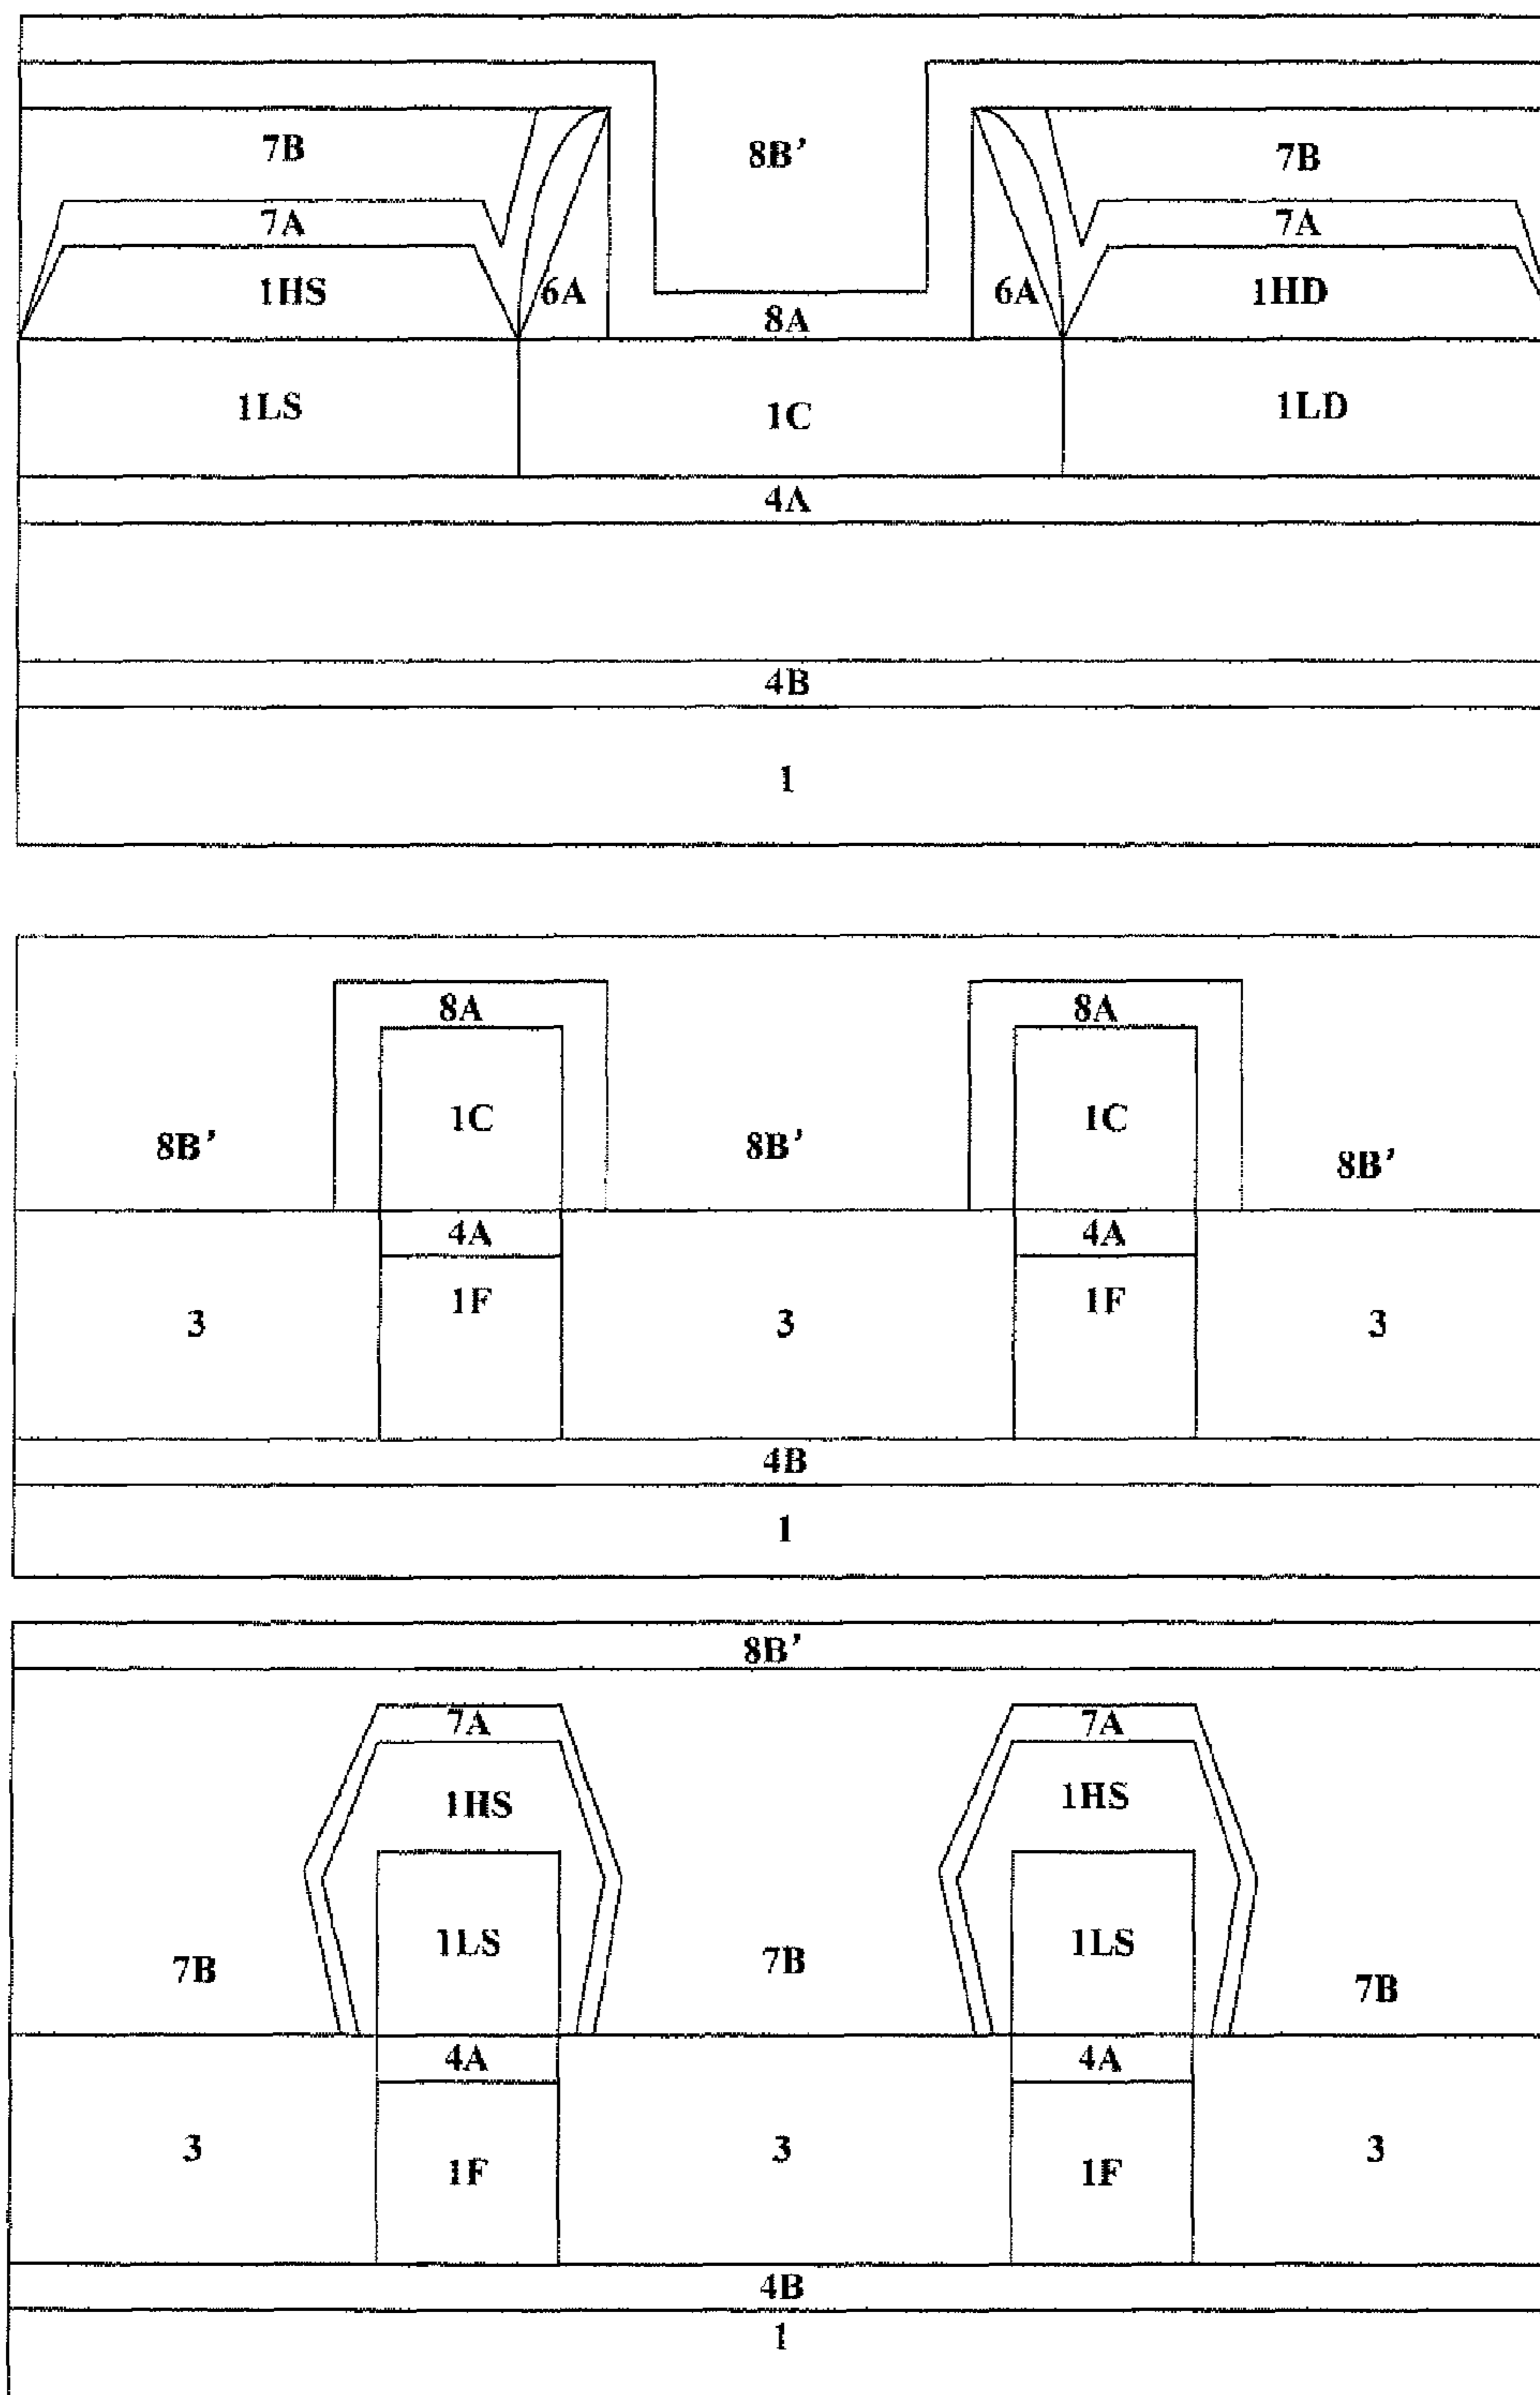 7B 8B’ 7B
7A 7A
1HS 6A 8A 6A 1HD
1LS 1C 1LD
4A
4B
1
8A 8A
1C 1C
8B’ 8B’ 8B’
4A 4A
1F 1F
3 3 3
4B
1
8B’
7A 7A
1HS 1HS
1LS 1LS
7B 7B 7B
4A 4A
3 3 3
1F 1F
4B
1